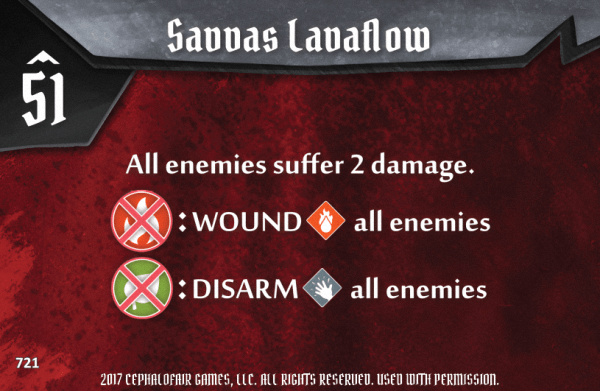 Savvas Lavaflow
51
All enemies suffer 2 damage.
: WOUND all enemies
: DISARM all enemies
721
2017 CEPHALOFAIR GAMES, LLC. ALL RIGHTS RESERVED. USED WITH PERMISSION.